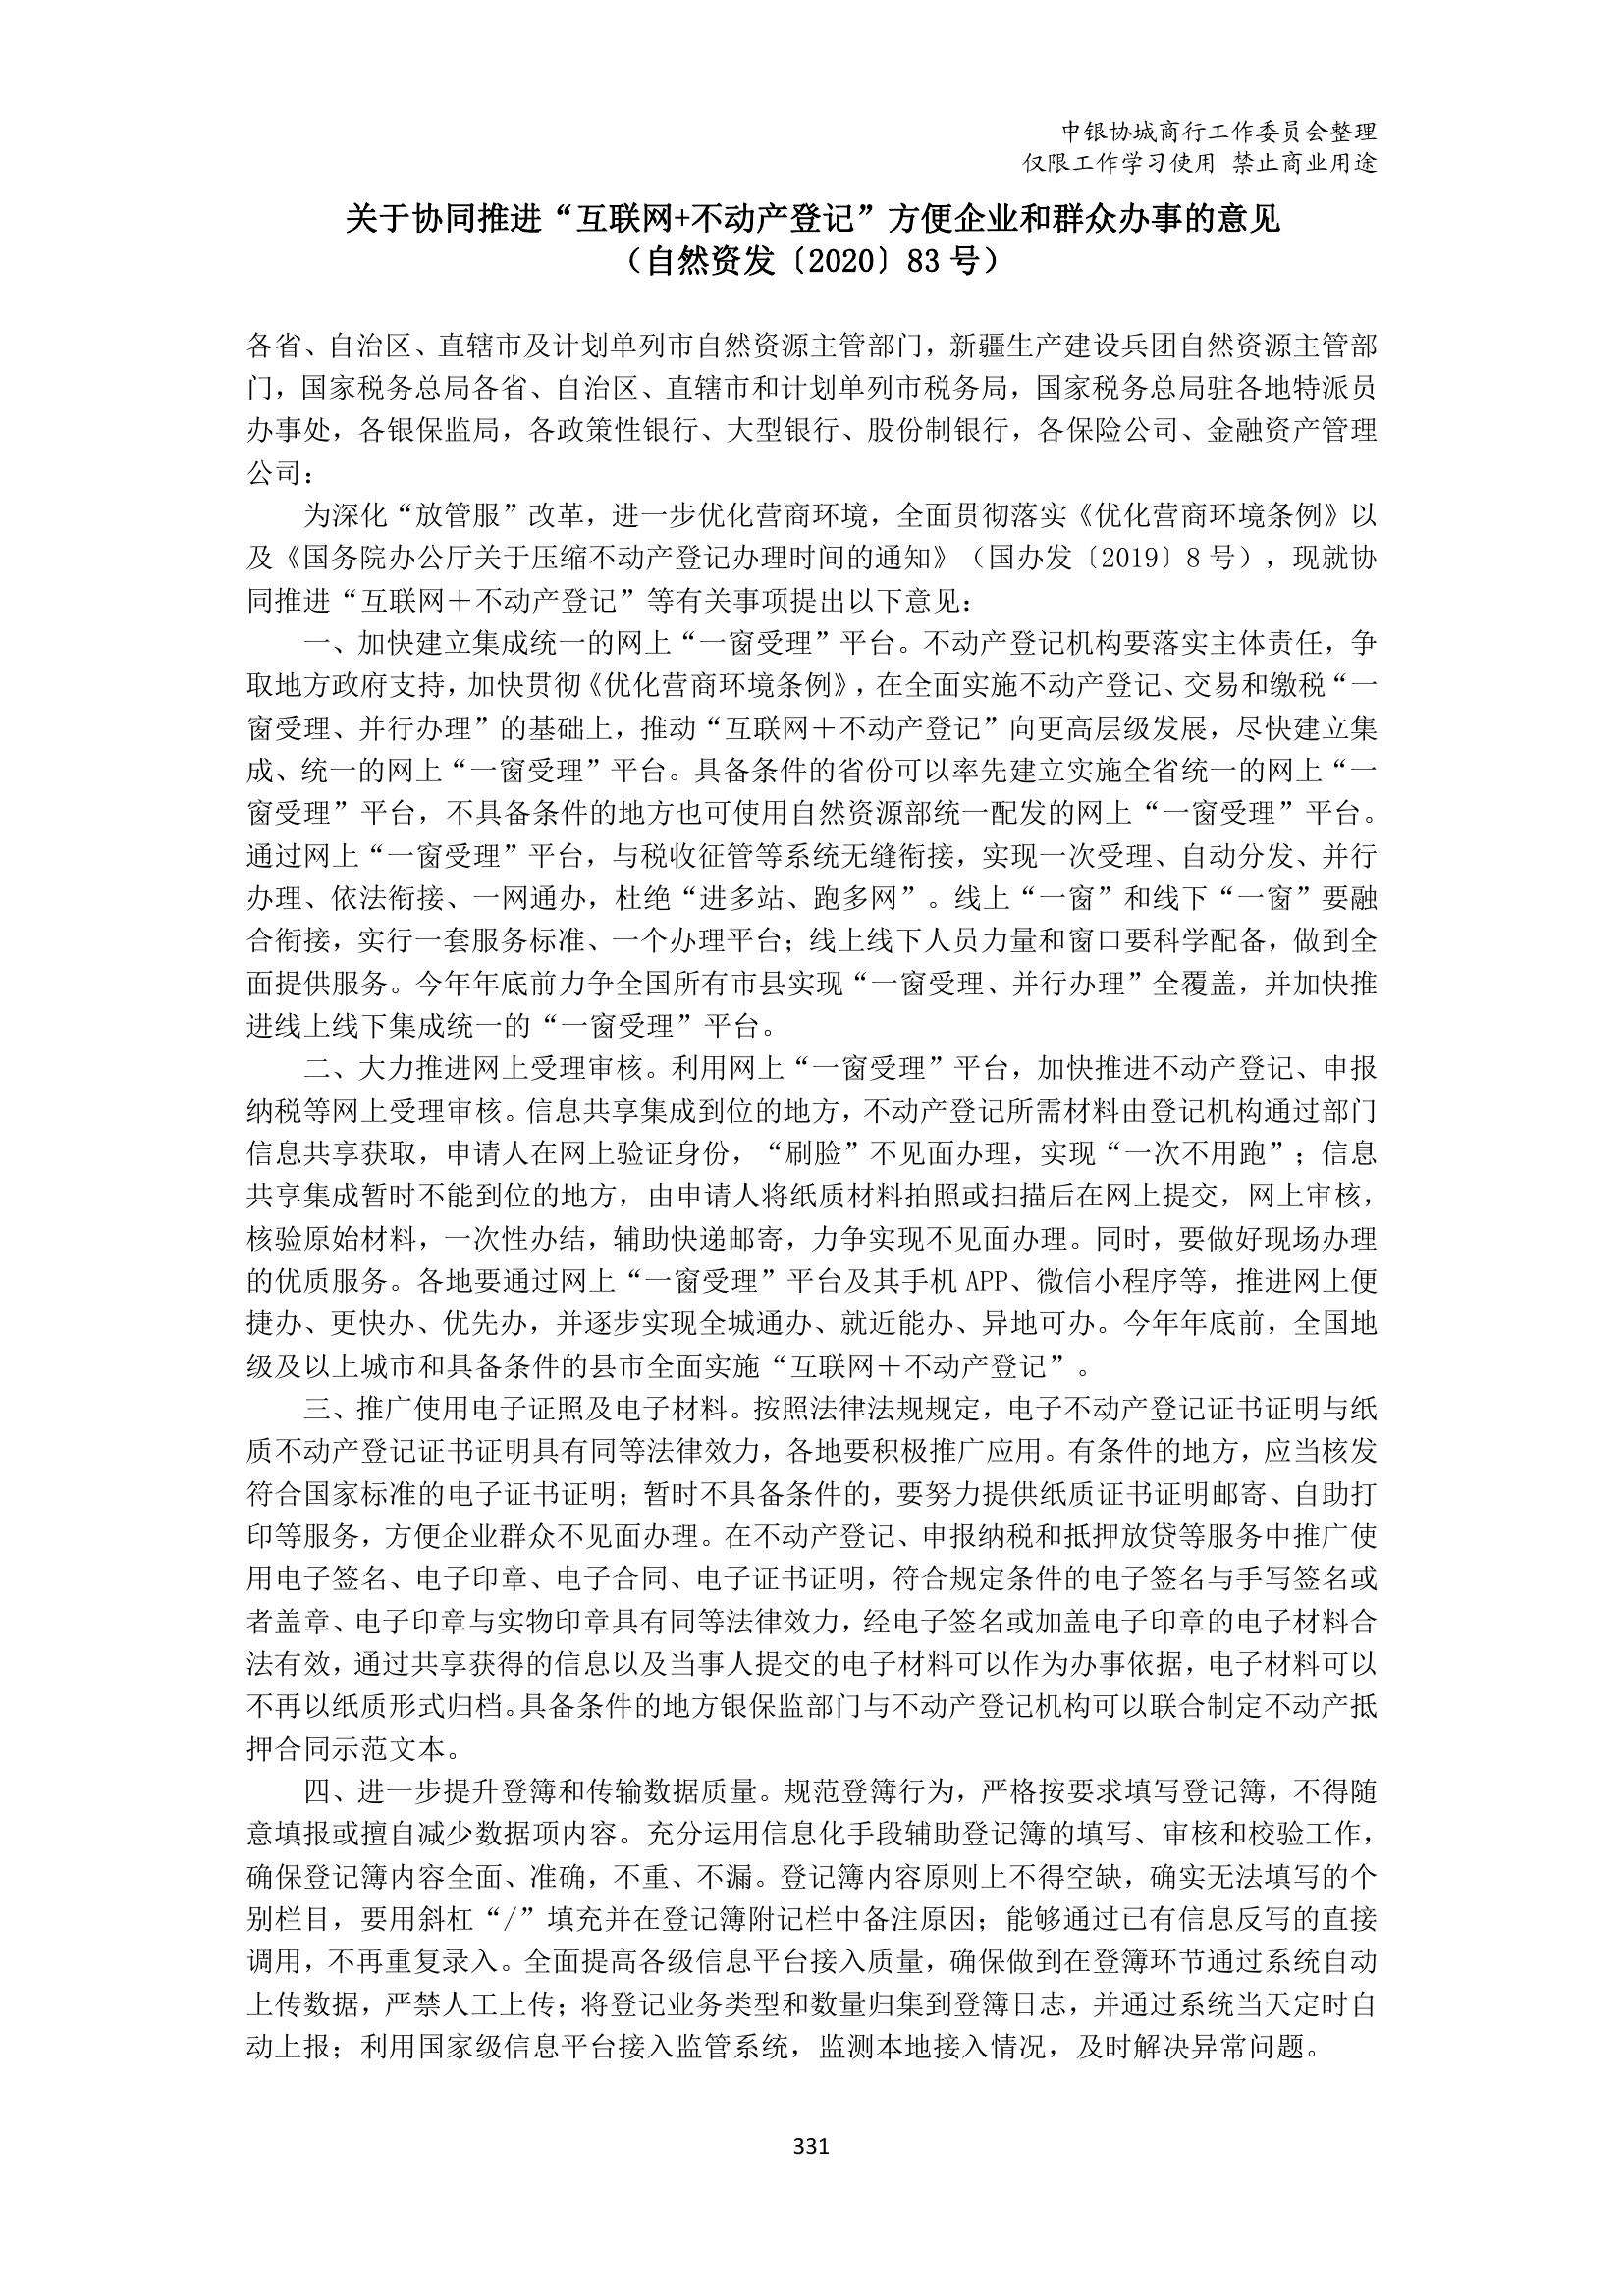 中银协城商行工作委员会整理
仅限工作学习使用 禁止商业用途
关于协同推进“互联网+不动产登记”方便企业和群众办事的意见
（自然资发〔2020〕83 号）
各省、自治区、直辖市及计划单列市自然资源主管部门，新疆生产建设兵团自然资源主管部
门，国家税务总局各省、自治区、直辖市和计划单列市税务局，国家税务总局驻各地特派员
办事处，各银保监局，各政策性银行、大型银行、股份制银行，各保险公司、金融资产管理
公司：
为深化“放管服”改革，进一步优化营商环境，全面贯彻落实《优化营商环境条例》以
及《国务院办公厅关于压缩不动产登记办理时间的通知》（国办发〔2019〕8 号），现就协
同推进“互联网＋不动产登记”等有关事项提出以下意见：
一、加快建立集成统一的网上“一窗受理”平台。不动产登记机构要落实主体责任，争
取地方政府支持，加快贯彻《优化营商环境条例》，在全面实施不动产登记、交易和缴税“一
窗受理、并行办理”的基础上，推动“互联网＋不动产登记”向更高层级发展，尽快建立集
成、统一的网上“一窗受理”平台。具备条件的省份可以率先建立实施全省统一的网上“一
窗受理”平台，不具备条件的地方也可使用自然资源部统一配发的网上“一窗受理”平台。
通过网上“一窗受理”平台，与税收征管等系统无缝衔接，实现一次受理、自动分发、并行
办理、依法衔接、一网通办，杜绝“进多站、跑多网”。线上“一窗”和线下“一窗”要融
合衔接，实行一套服务标准、一个办理平台；线上线下人员力量和窗口要科学配备，做到全
面提供服务。今年年底前力争全国所有市县实现“一窗受理、并行办理”全覆盖，并加快推
进线上线下集成统一的“一窗受理”平台。
二、大力推进网上受理审核。利用网上“一窗受理”平台，加快推进不动产登记、申报
纳税等网上受理审核。信息共享集成到位的地方，不动产登记所需材料由登记机构通过部门
信息共享获取，申请人在网上验证身份，“刷脸”不见面办理，实现“一次不用跑”；信息
共享集成暂时不能到位的地方，由申请人将纸质材料拍照或扫描后在网上提交，网上审核，
核验原始材料，一次性办结，辅助快递邮寄，力争实现不见面办理。同时，要做好现场办理
的优质服务。各地要通过网上“一窗受理”平台及其手机 APP、微信小程序等，推进网上便
捷办、更快办、优先办，并逐步实现全城通办、就近能办、异地可办。今年年底前，全国地
级及以上城市和具备条件的县市全面实施“互联网＋不动产登记”。
三、推广使用电子证照及电子材料。按照法律法规规定，电子不动产登记证书证明与纸
质不动产登记证书证明具有同等法律效力，各地要积极推广应用。有条件的地方，应当核发
符合国家标准的电子证书证明；暂时不具备条件的，要努力提供纸质证书证明邮寄、自助打
印等服务，方便企业群众不见面办理。在不动产登记、申报纳税和抵押放贷等服务中推广使
用电子签名、电子印章、电子合同、电子证书证明，符合规定条件的电子签名与手写签名或
者盖章、电子印章与实物印章具有同等法律效力，经电子签名或加盖电子印章的电子材料合
法有效，通过共享获得的信息以及当事人提交的电子材料可以作为办事依据，电子材料可以
不再以纸质形式归档。具备条件的地方银保监部门与不动产登记机构可以联合制定不动产抵
押合同示范文本。
四、进一步提升登簿和传输数据质量。规范登簿行为，严格按要求填写登记簿，不得随
意填报或擅自减少数据项内容。充分运用信息化手段辅助登记簿的填写、审核和校验工作，
确保登记簿内容全面、准确，不重、不漏。登记簿内容原则上不得空缺，确实无法填写的个
别栏目，要用斜杠“/”填充并在登记簿附记栏中备注原因；能够通过已有信息反写的直接
调用，不再重复录入。全面提高各级信息平台接入质量，确保做到在登簿环节通过系统自动
上传数据，严禁人工上传；将登记业务类型和数量归集到登簿日志，并通过系统当天定时自
动上报；利用国家级信息平台接入监管系统，监测本地接入情况，及时解决异常问题。
331